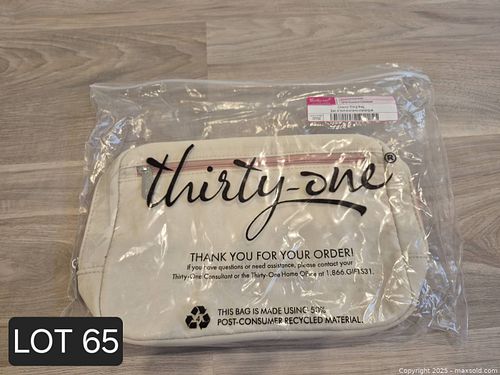 thirty-one®
THANK YOU FOR YOUR ORDER!
If you have questions or need assistance, please contact your
Thirty-One Consultant or the Thirty-One Home Office at 1.866.GIFT531.
THIS BAG IS MADE USING 50%
POST-CONSUMER RECYCLED MATERIAL.
4
LOT 65
Copyright 2025 - maxsold.com